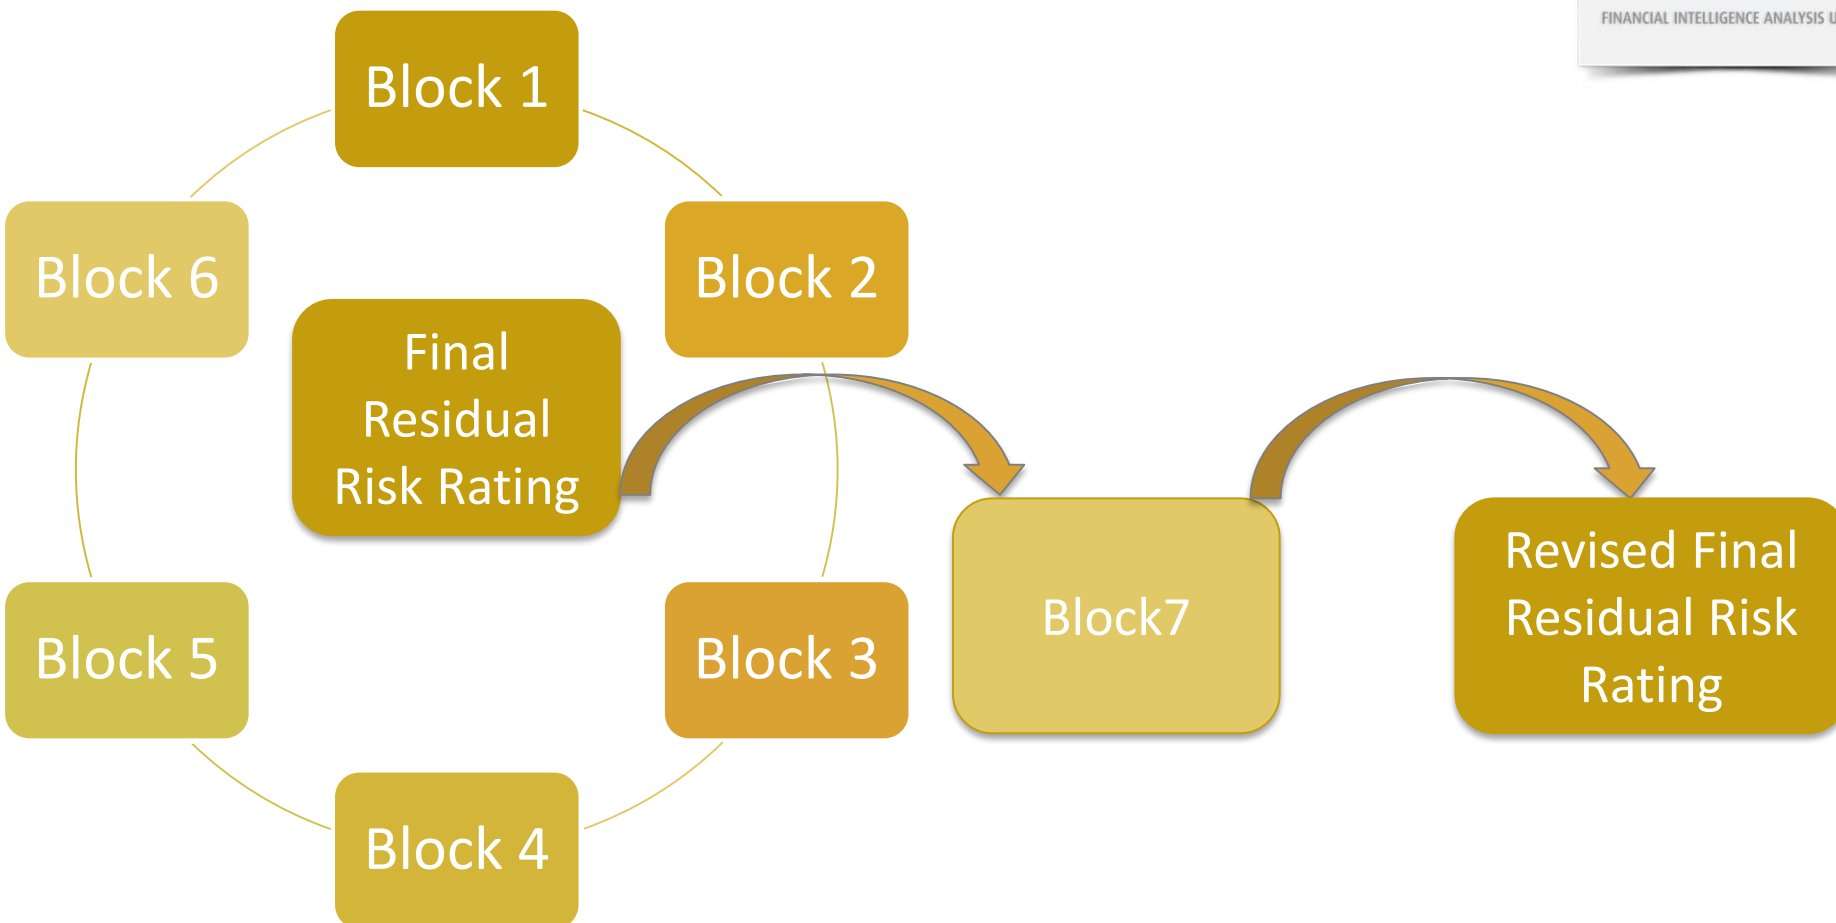 FINANCIAL INTELLIGENCE ANALYSIS
Block 1
Block 6
Block 2
Final
Residual
Risk Rating
Block7
Revised Final
Residual Risk
Rating
Block 5
Block 3
Block 4